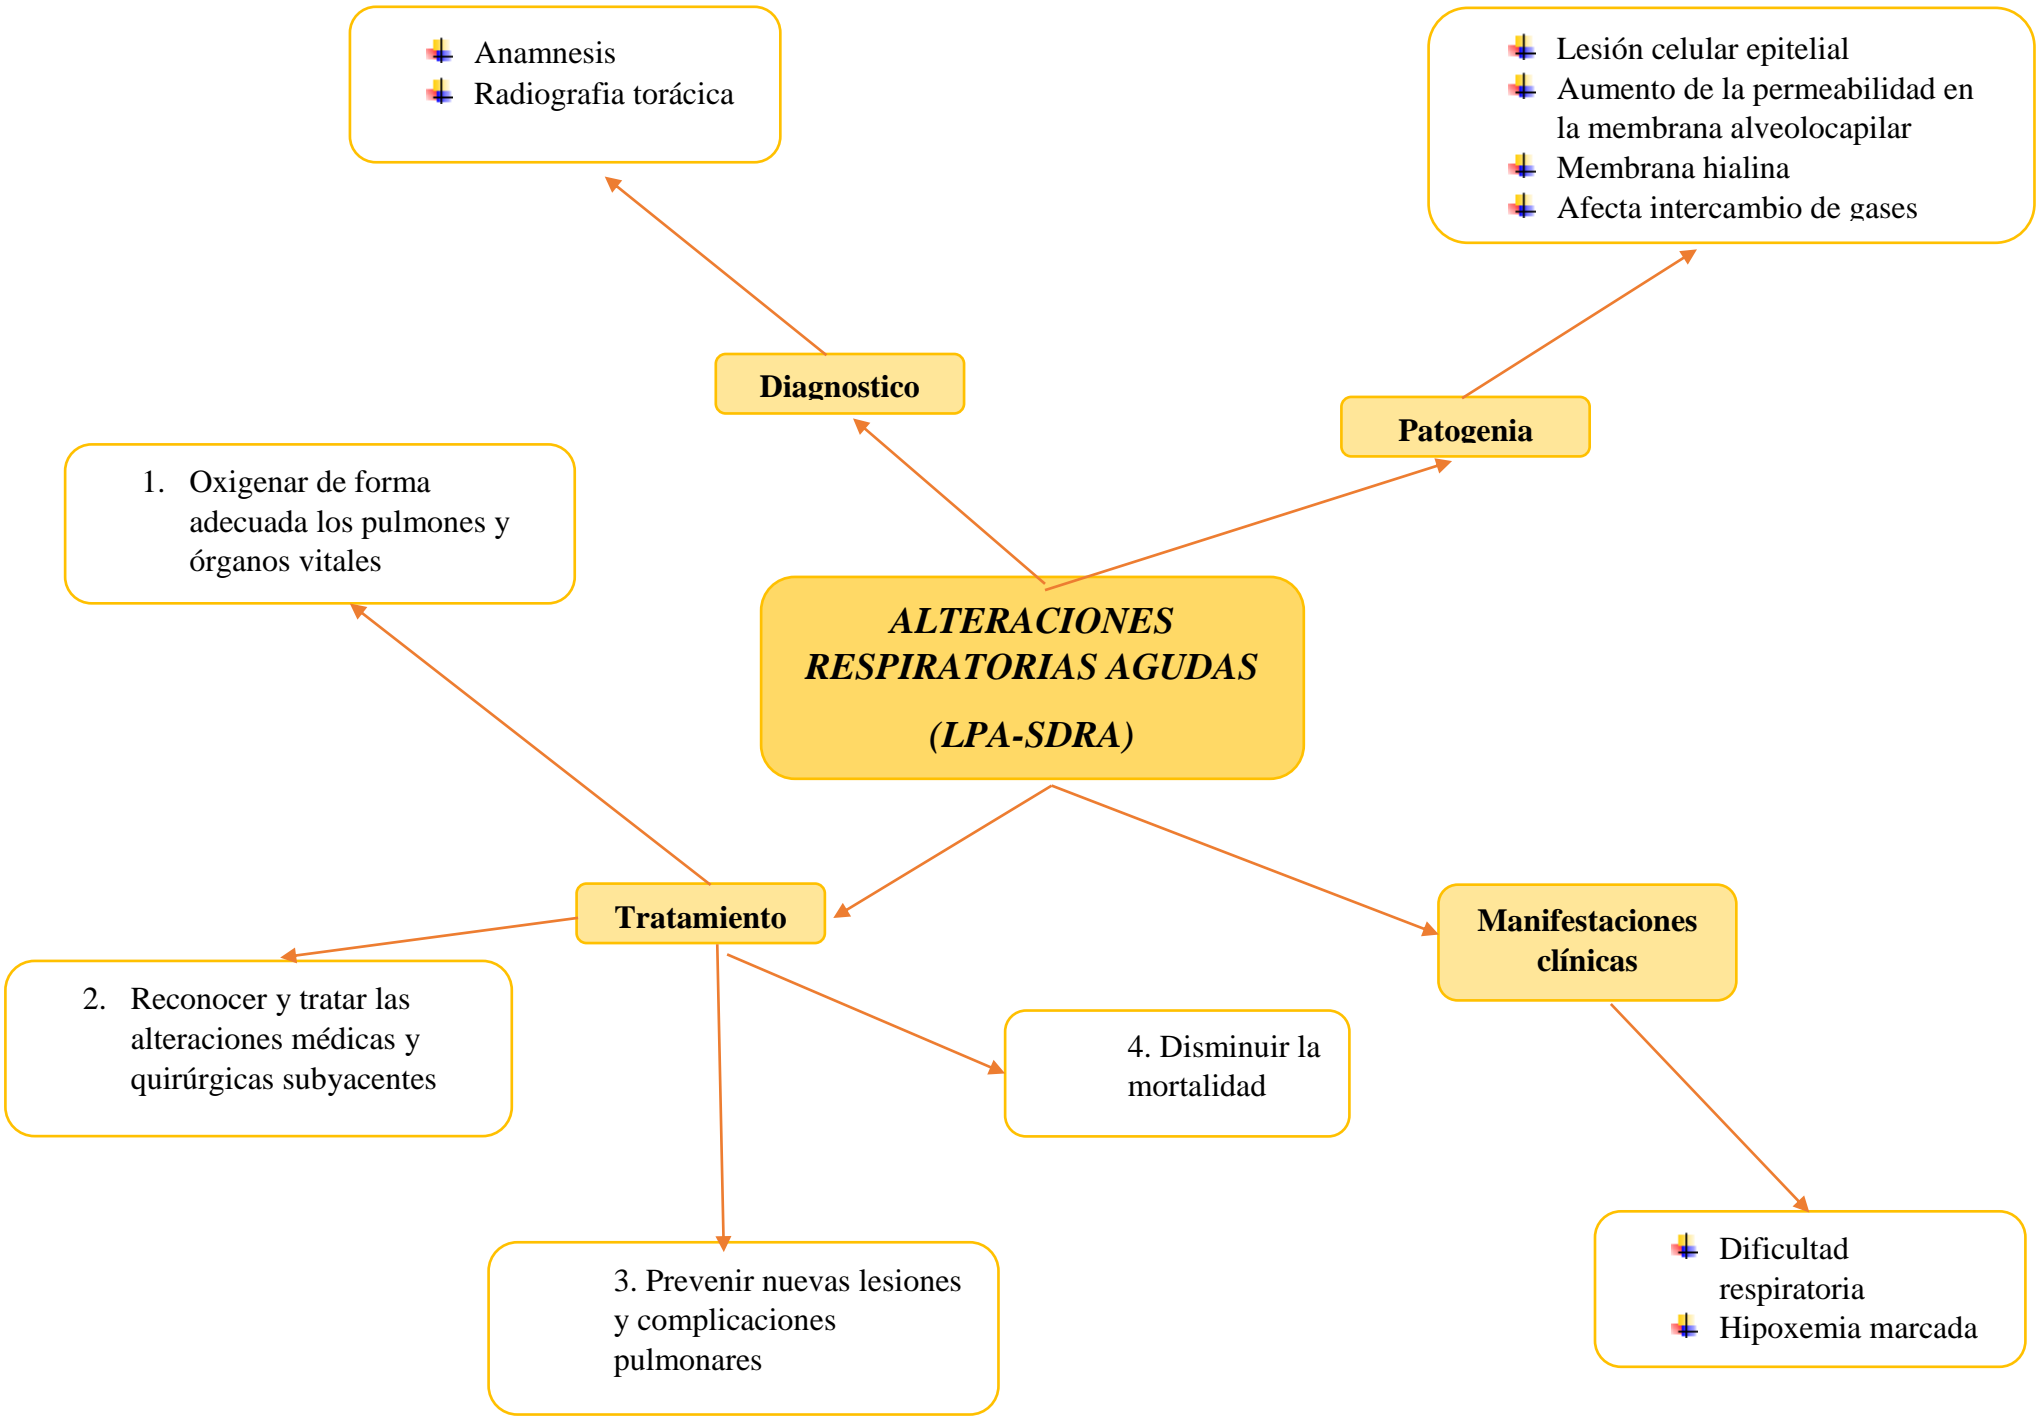 Anamnesis
Radiografia torácica
Lesión celular epitelial
Aumento de la permeabilidad en
la membrana alveolocapilar
Membrana hialina
Afecta intercambio de gases
Diagnostico
Patogenia
1. Oxigenar de forma
adecuada los pulmones y
órganos vitales
ALTERACIONES
RESPIRATORIAS AGUDAS
(LPA-SDRA)
Tratamiento
Manifestaciones
clínicas
2. Reconocer y tratar las
alteraciones médicas y
quirúrgicas subyacentes
4. Disminuir la
mortalidad
3. Prevenir nuevas lesiones
y complicaciones
pulmonares
Dificultad
respiratoria
Hipoxemia marcada